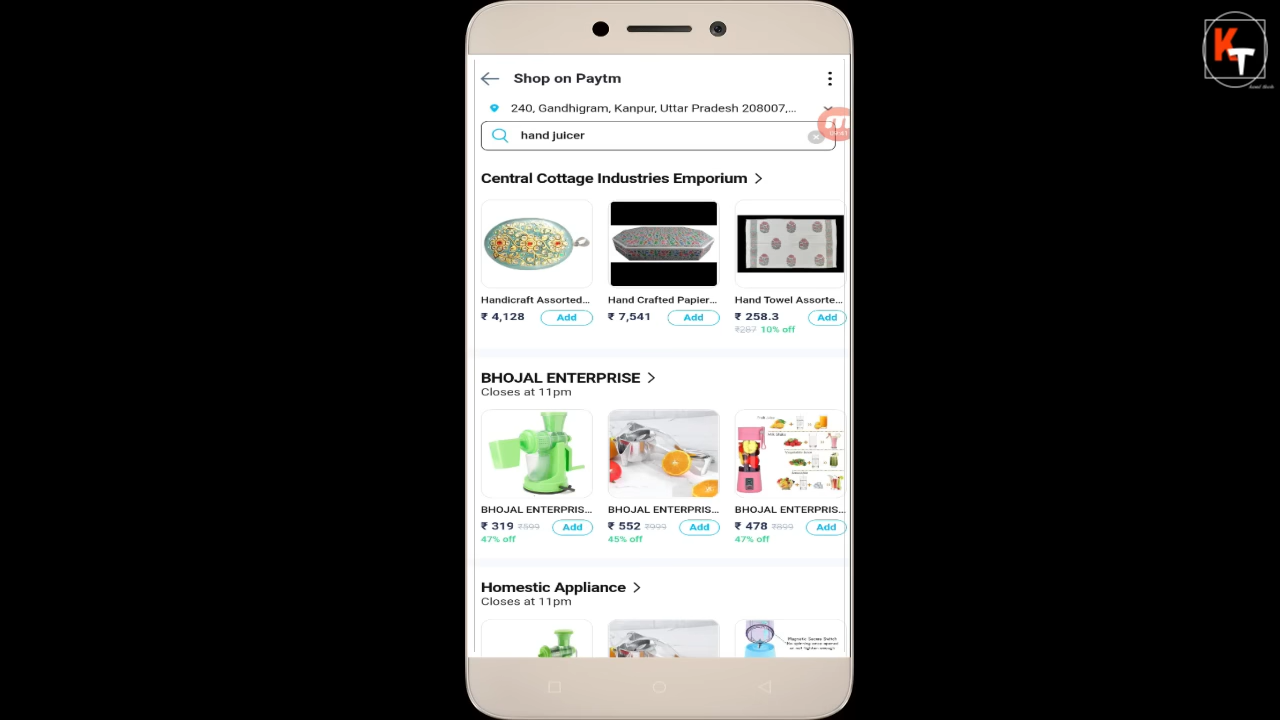 Shop on Paytm
240, Gandhigram, Kanpur, Uttar Pradesh 208007,...
hand juicer
Central Cottage Industries Emporium
Handicraft Assorted...
Hand Crafted Papier...
Hand Towel Assorte...
₹ 4,128
Add
₹ 7,541
Add
₹ 258.3
Add
₹287 10% off
BHOJAL ENTERPRISE
Closes at 11pm
BHOJAL ENTERPRIS...
BHOJAL ENTERPRIS...
BHOJAL ENTERPRIS...
₹ 319 ₹599
Add
₹ 552 ₹999
Add
₹ 478 ₹899
Add
47% off
45% off
47% off
Homestic Appliance
Closes at 11pm
KT